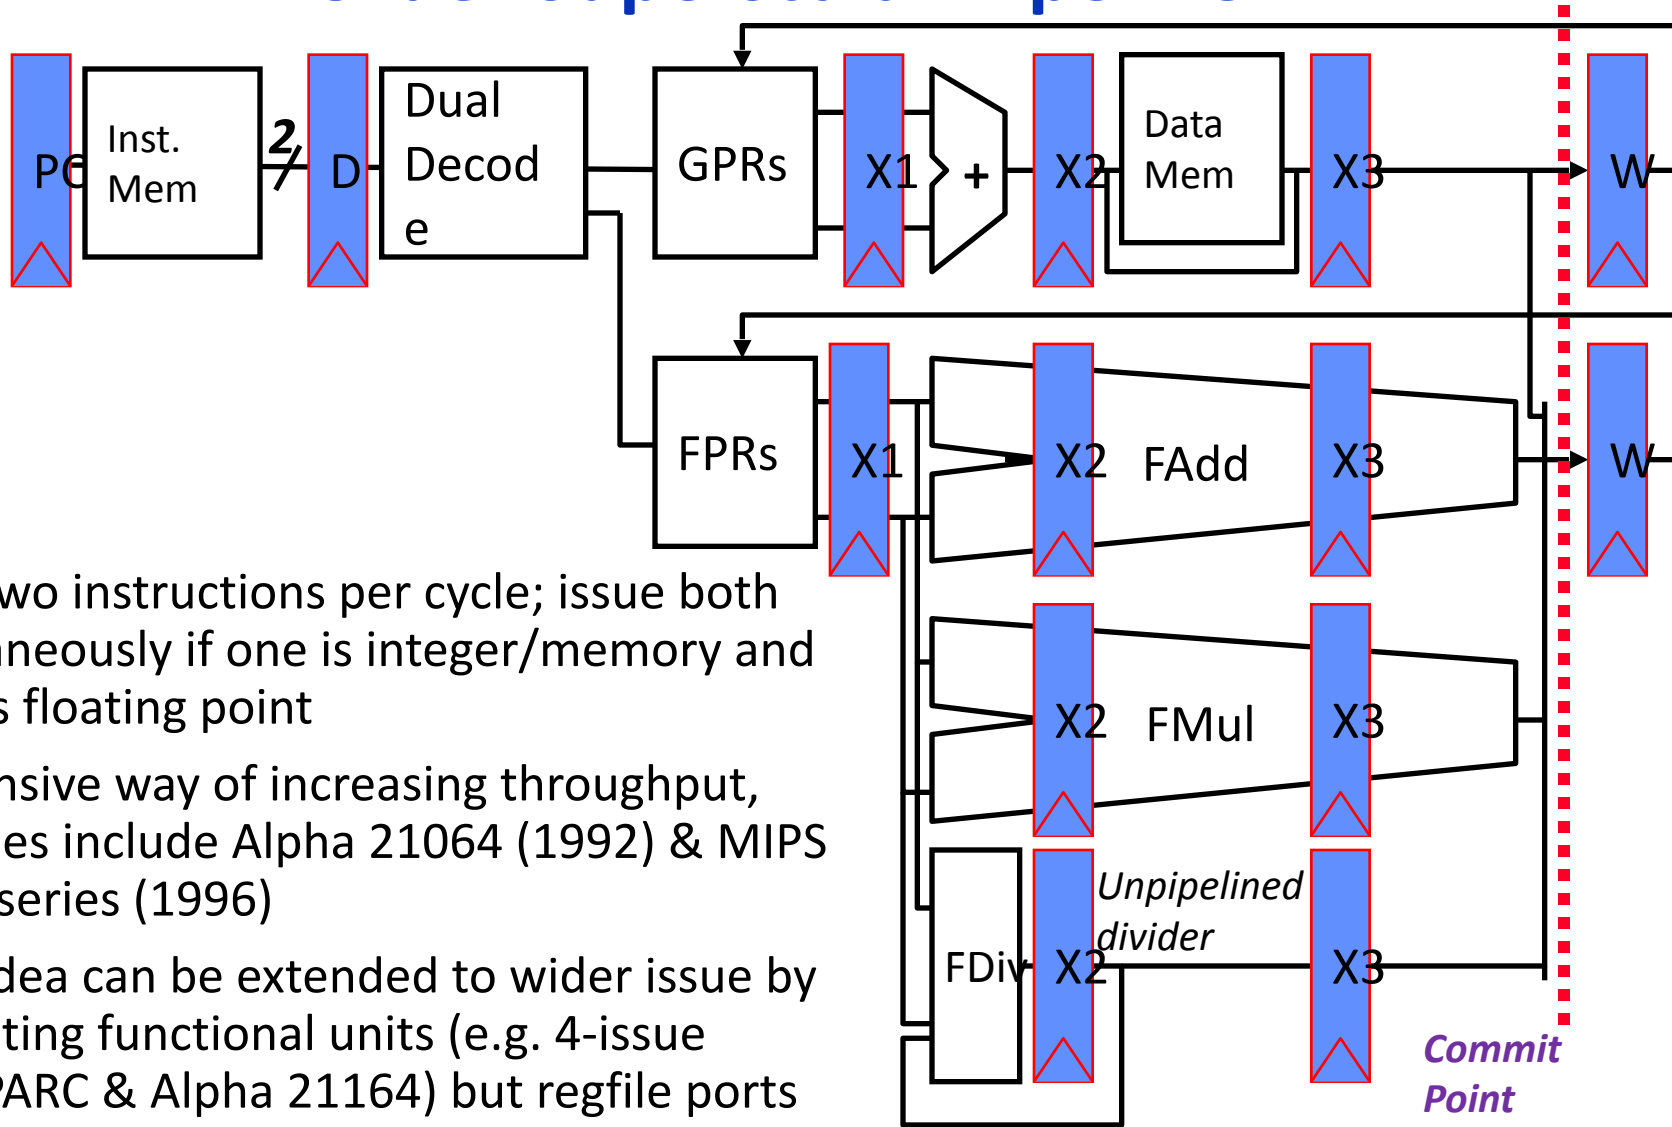 PC
Inst.
Mem
2
D
Dual
Decod
e
GPRs
X1
+
X2
Data
Mem
X3
W
FPRs
X1
X2
FAdd
X3
W
X2
FMul
X3
FDiv
X2
Unpipelined
divider
X3
Commit
Point
wo instructions per cycle; issue both
aneously if one is integer/memory and
s floating point
nsive way of increasing throughput,
es include Alpha 21064 (1992) & MIPS
series (1996)
dea can be extended to wider issue by
ting functional units (e.g. 4-issue
PARC & Alpha 21164) but regfile ports